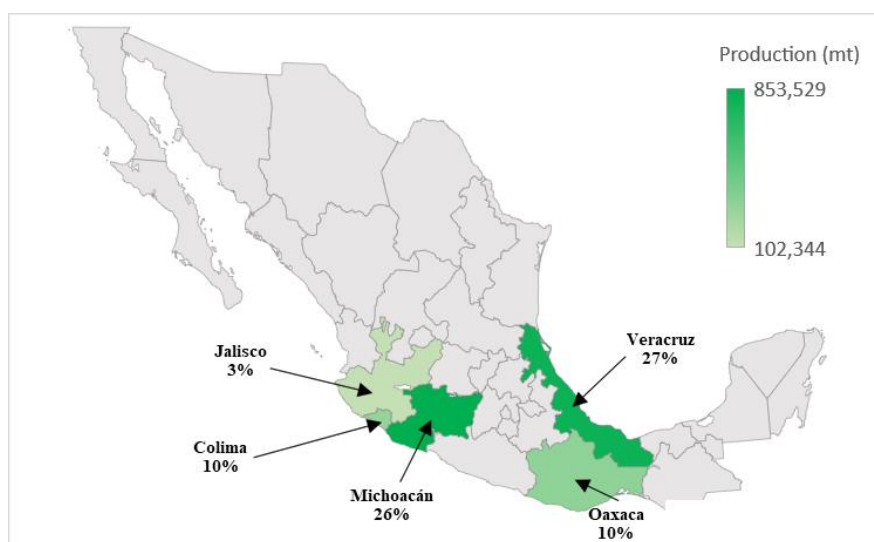 Production (mt)
853,529
102,344
Veracruz
27%
Jalisco
3%
Colima
10%
Michoacán
26%
Oaxaca
10%